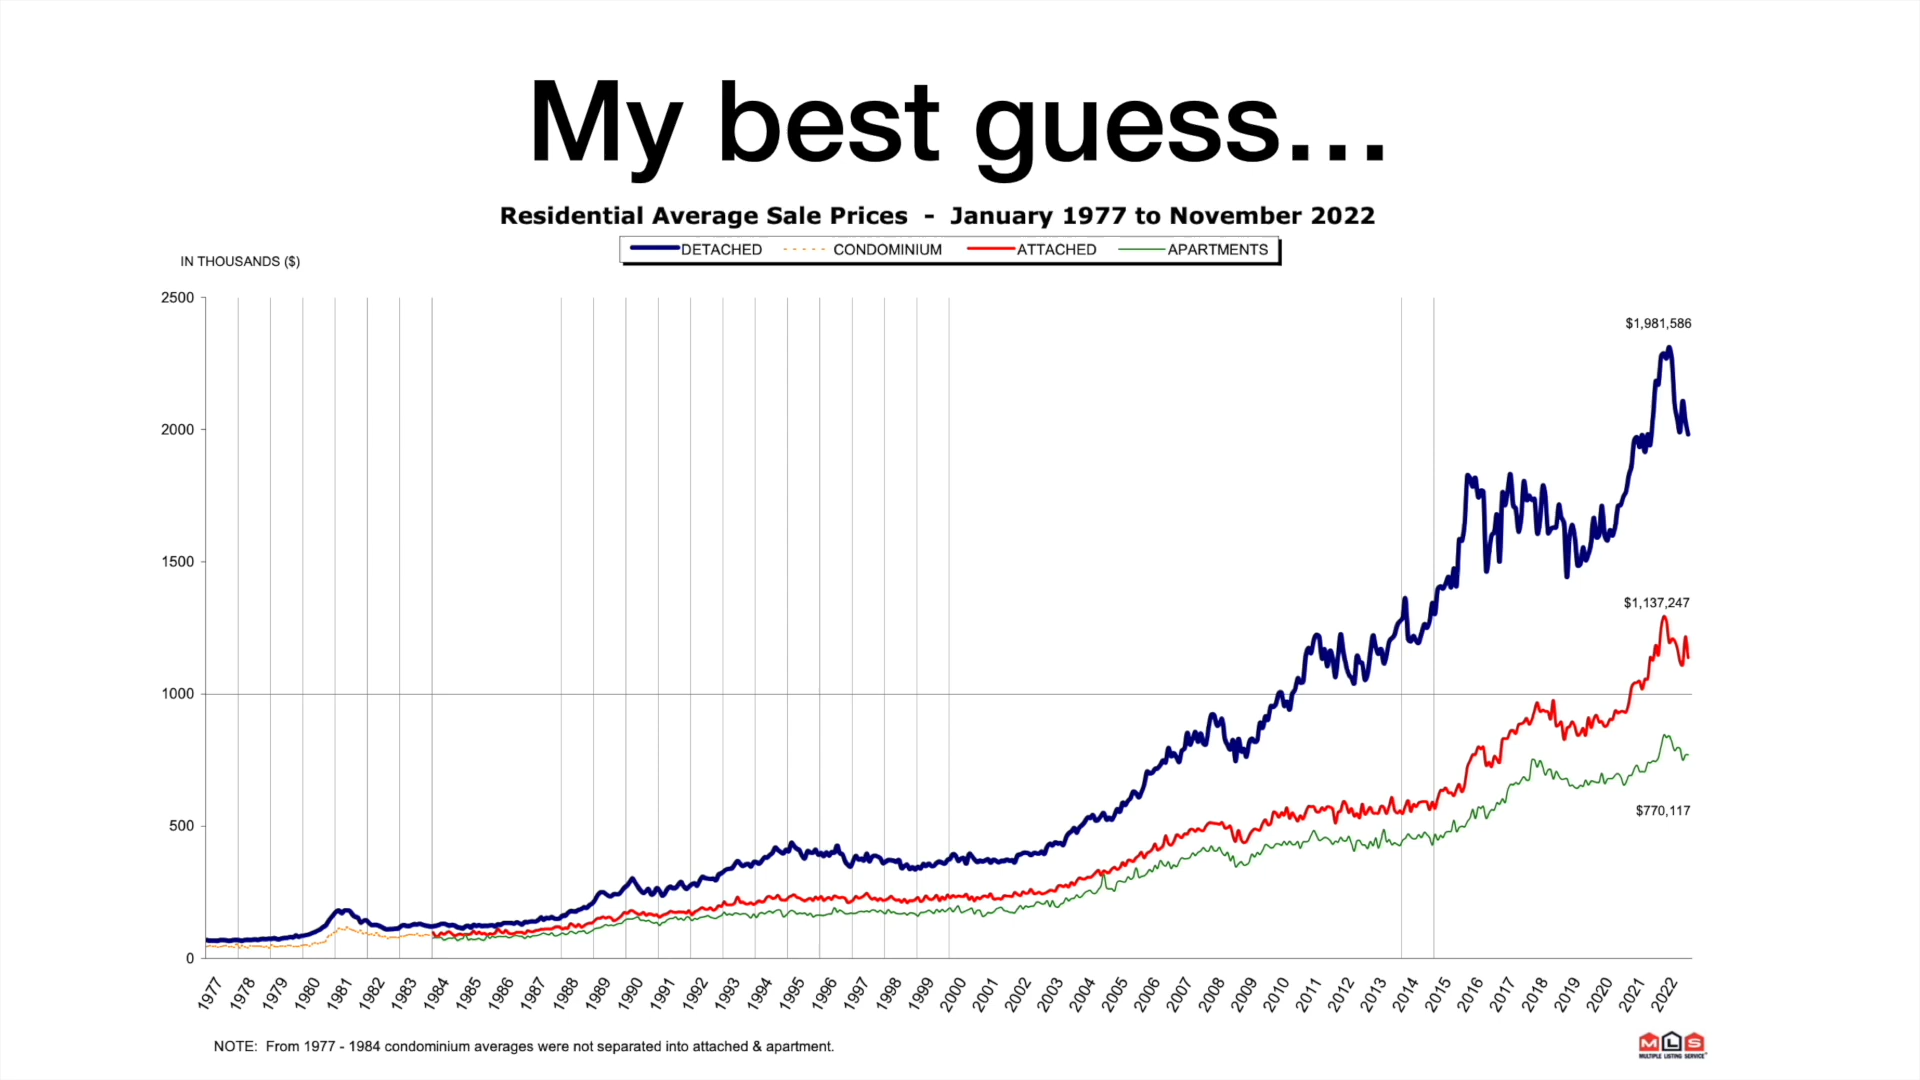 My best guess...
Residential Average Sale Prices - January 1977 to November 2022
DETACHED CONDOMINIUM ATTACHED APARTMENTS
IN THOUSANDS ($)
2500
$1,981,586
2000
1500
$1,137,247
1000
500
$770,117
0
1977 1978 1979 1980 1981 1982 1983 1984 1985 1986 1987 1988 1989 1990 1991 1992 1993 1994 1995 1996 1997 1998 1999 2000 2001 2002 2003 2004 2005 2006 2007 2008 2009 2010 2011 2012 2013 2014 2015 2016 2017 2018 2019 2020 2021 2022
NOTE: From 1977 - 1984 condominium averages were not separated into attached & apartment.
MLS
MULTIPLE LISTING SERVICE